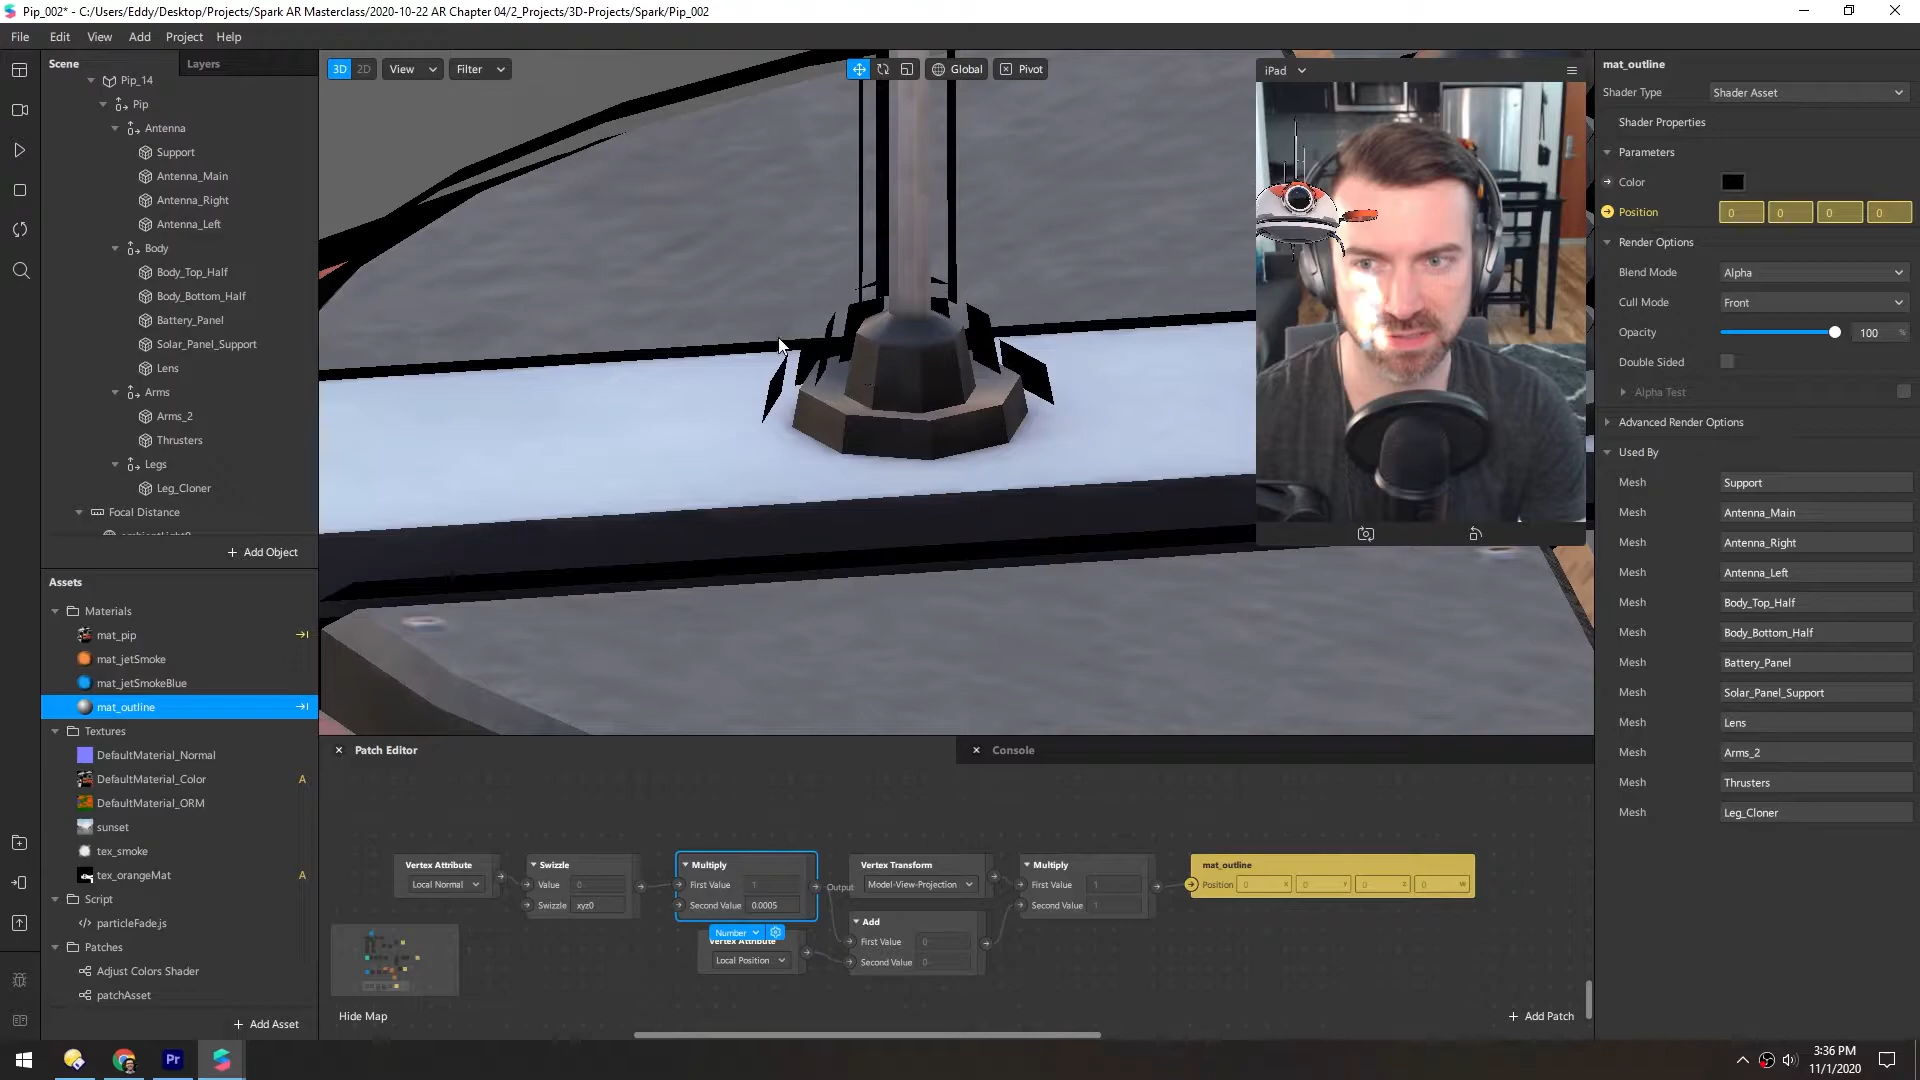 Pip_002* - C:/Users/Eddy/Desktop/Projects/Spark AR Masterclass/2020-10-22 AR Chapter 04/2_Projects/3D-Projects/Spark/Pip_002
File Edit View Add Project Help
Scene Layers
Pip_14
Pip
Antenna
Support
Antenna_Main
Antenna_Right
Antenna_Left
Body
Body_Top_Half
Body_Bottom_Half
Battery_Panel
Solar_Panel_Support
Lens
Arms
Arms_2
Thrusters
Legs
Leg_Cloner
Focal Distance
+ Add Object
Assets
Materials
mat_pip
mat_jetSmoke
mat_jetSmokeBlue
mat_outline
Textures
DefaultMaterial_Normal
DefaultMaterial_Color A
DefaultMaterial_ORM
sunset
tex_smoke
tex_orangeMat A
Script
particleFade.js
Patches
Adjust Colors Shader
patchAsset
+ Add Asset
3D 2D View Filter Global Pivot
iPad
Patch Editor Console
Vertex Attribute
Local Normal
Swizzle
Value 0
Swizzle xyz0
Multiply
First Value 1
Second Value 0.0005
Output
Number
Vertex Attribute
Local Position
Vertex Transform
Model-View-Projection
Add
First Value 0
Second Value 0
Multiply
First Value 1
Second Value 1
mat_outline
Position 0 X 0 Y 0 Z 0 W
Hide Map
+ Add Patch
mat_outline
Shader Type Shader Asset
Shader Properties
Parameters
Color
Position 0 0 0 0
Render Options
Blend Mode Alpha
Cull Mode Front
Opacity 100 %
Double Sided
Alpha Test
Advanced Render Options
Used By
Mesh Support
Mesh Antenna_Main
Mesh Antenna_Right
Mesh Antenna_Left
Mesh Body_Top_Half
Mesh Body_Bottom_Half
Mesh Battery_Panel
Mesh Solar_Panel_Support
Mesh Lens
Mesh Arms_2
Mesh Thrusters
Mesh Leg_Cloner
Pr
3:36 PM
11/1/2020